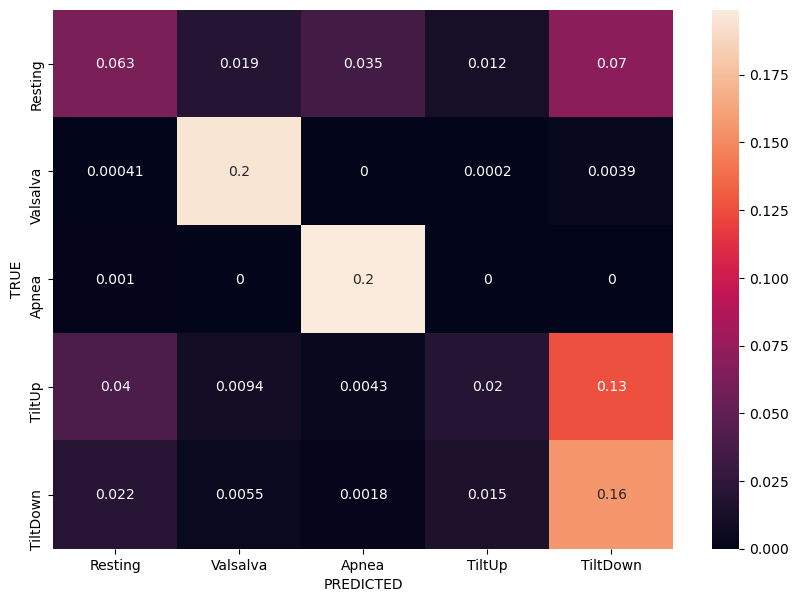 Resting 0.063 0.019 0.035 0.012 0.07
Valsalva 0.00041 0.2 0 0.0002 0.0039
Apnea 0.001 0 0.2 0 0
TiltUp 0.04 0.0094 0.0043 0.02 0.13
TiltDown 0.022 0.0055 0.0018 0.015 0.16
TRUE
Resting Valsalva Apnea TiltUp TiltDown
PREDICTED
0.175
0.150
0.125
0.100
0.075
0.050
0.025
0.000